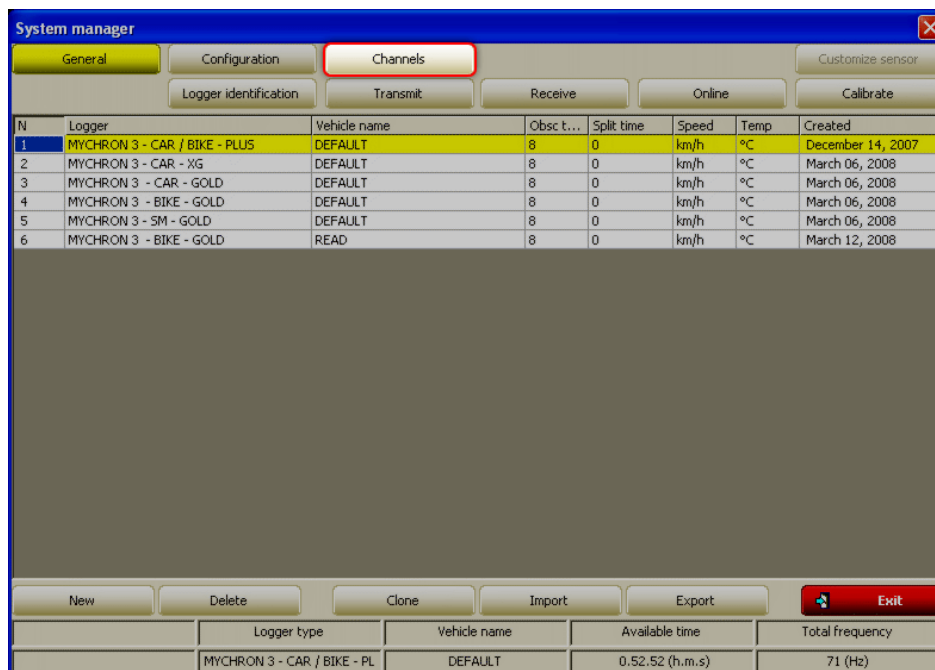 System manager
General Configuration Channels Customize sensor
Logger identification Transmit Receive Online Calibrate
N Logger Vehicle name Obsc t... Split time Speed Temp Created
1 MYCHRON 3 - CAR / BIKE - PLUS DEFAULT 8 0 km/h °C December 14, 2007
2 MYCHRON 3 - CAR - XG DEFAULT 8 0 km/h °C March 06, 2008
3 MYCHRON 3 - CAR - GOLD DEFAULT 8 0 km/h °C March 06, 2008
4 MYCHRON 3 - BIKE - GOLD DEFAULT 8 0 km/h °C March 06, 2008
5 MYCHRON 3 - SM - GOLD DEFAULT 8 0 km/h °C March 06, 2008
6 MYCHRON 3 - BIKE - GOLD READ 8 0 km/h °C March 12, 2008
New Delete Clone Import Export Exit
Logger type Vehicle name Available time Total frequency
MYCHRON 3 - CAR / BIKE - PL DEFAULT 0.52.52 (h.m.s) 71 (Hz)